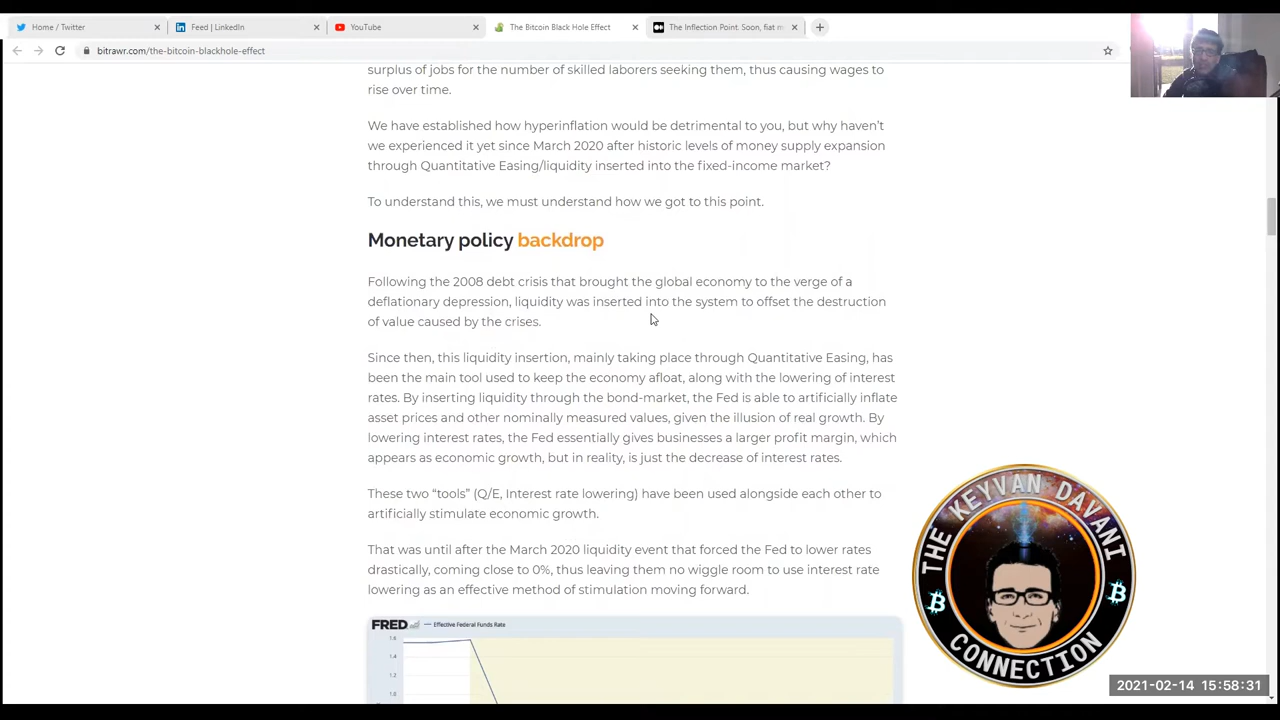 Home / Twitter
Feed | LinkedIn
YouTube
The Bitcoin Black Hole Effect
The Inflection Point. Soon, fiat m
bitrawr.com/the-bitcoin-blackhole-effect
surplus of jobs for the number of skilled laborers seeking them, thus causing wages to
rise over time.
We have established how hyperinflation would be detrimental to you, but why haven't
we experienced it yet since March 2020 after historic levels of money supply expansion
through Quantitative Easing/liquidity inserted into the fixed-income market?
To understand this, we must understand how we got to this point.
Monetary policy backdrop
Following the 2008 debt crisis that brought the global economy to the verge of a
deflationary depression, liquidity was inserted into the system to offset the destruction
of value caused by the crises.
Since then, this liquidity insertion, mainly taking place through Quantitative Easing, has
been the main tool used to keep the economy afloat, along with the lowering of interest
rates. By inserting liquidity through the bond-market, the Fed is able to artificially inflate
asset prices and other nominally measured values, given the illusion of real growth. By
lowering interest rates, the Fed essentially gives businesses a larger profit margin, which
appears as economic growth, but in reality, is just the decrease of interest rates.
These two “tools” (Q/E, Interest rate lowering) have been used alongside each other to
artificially stimulate economic growth.
That was until after the March 2020 liquidity event that forced the Fed to lower rates
drastically, coming close to 0%, thus leaving them no wiggle room to use interest rate
lowering as an effective method of stimulation moving forward.
FRED — Effective Federal Funds Rate
1.6
1.4
1.2
1.0
THE KEYVAN DAVANI
CONNECTION
2021-02-14 15:58:31